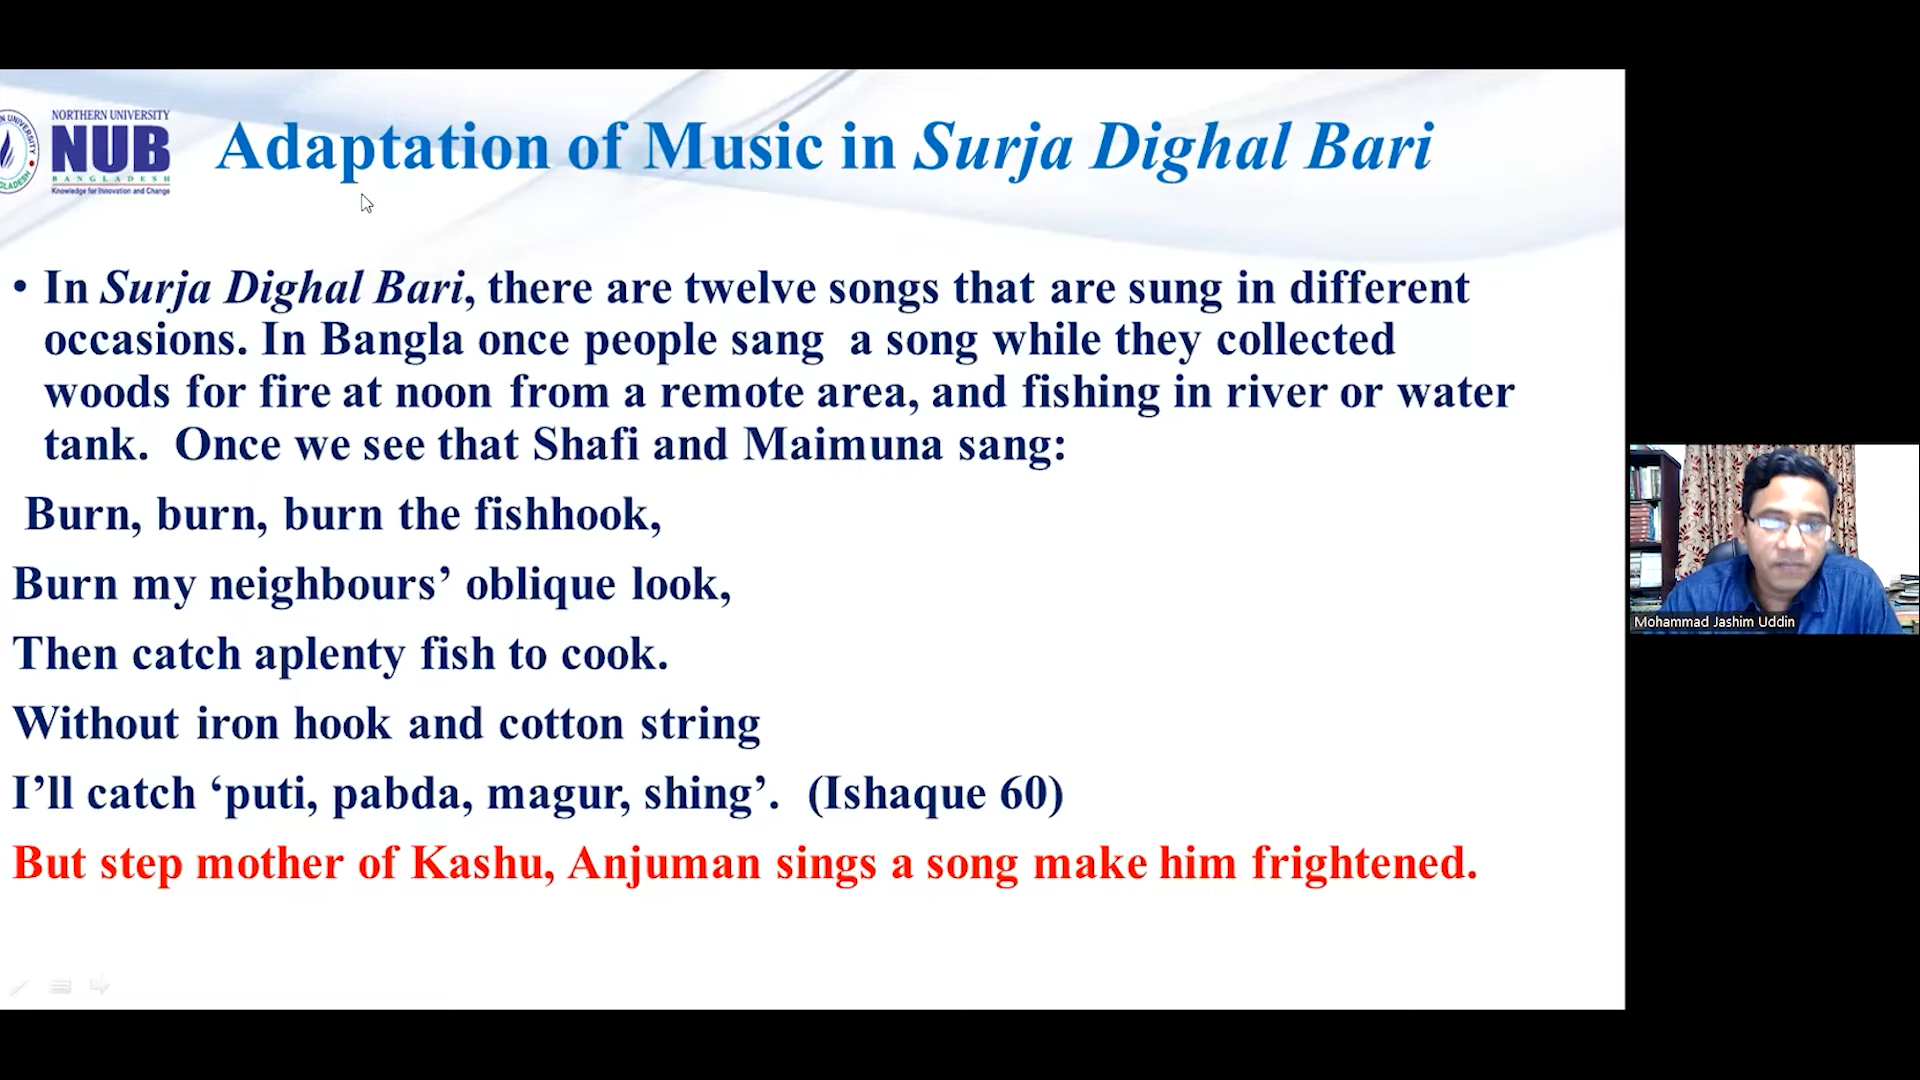 NORTHERN UNIVERSITY
NUB
BANGLADESH
Knowledge for Innovation and Change
Adaptation of Music in Surja Dighal Bari
• In Surja Dighal Bari, there are twelve songs that are sung in different
occasions. In Bangla once people sang a song while they collected
woods for fire at noon from a remote area, and fishing in river or water
tank. Once we see that Shafi and Maimuna sang:
Burn, burn, burn the fishhook,
Burn my neighbours’ oblique look,
Then catch aplenty fish to cook.
Without iron hook and cotton string
I’ll catch ‘puti, pabda, magur, shing’. (Ishaque 60)
But step mother of Kashu, Anjuman sings a song make him frightened.
Mohammad Jashim Uddin